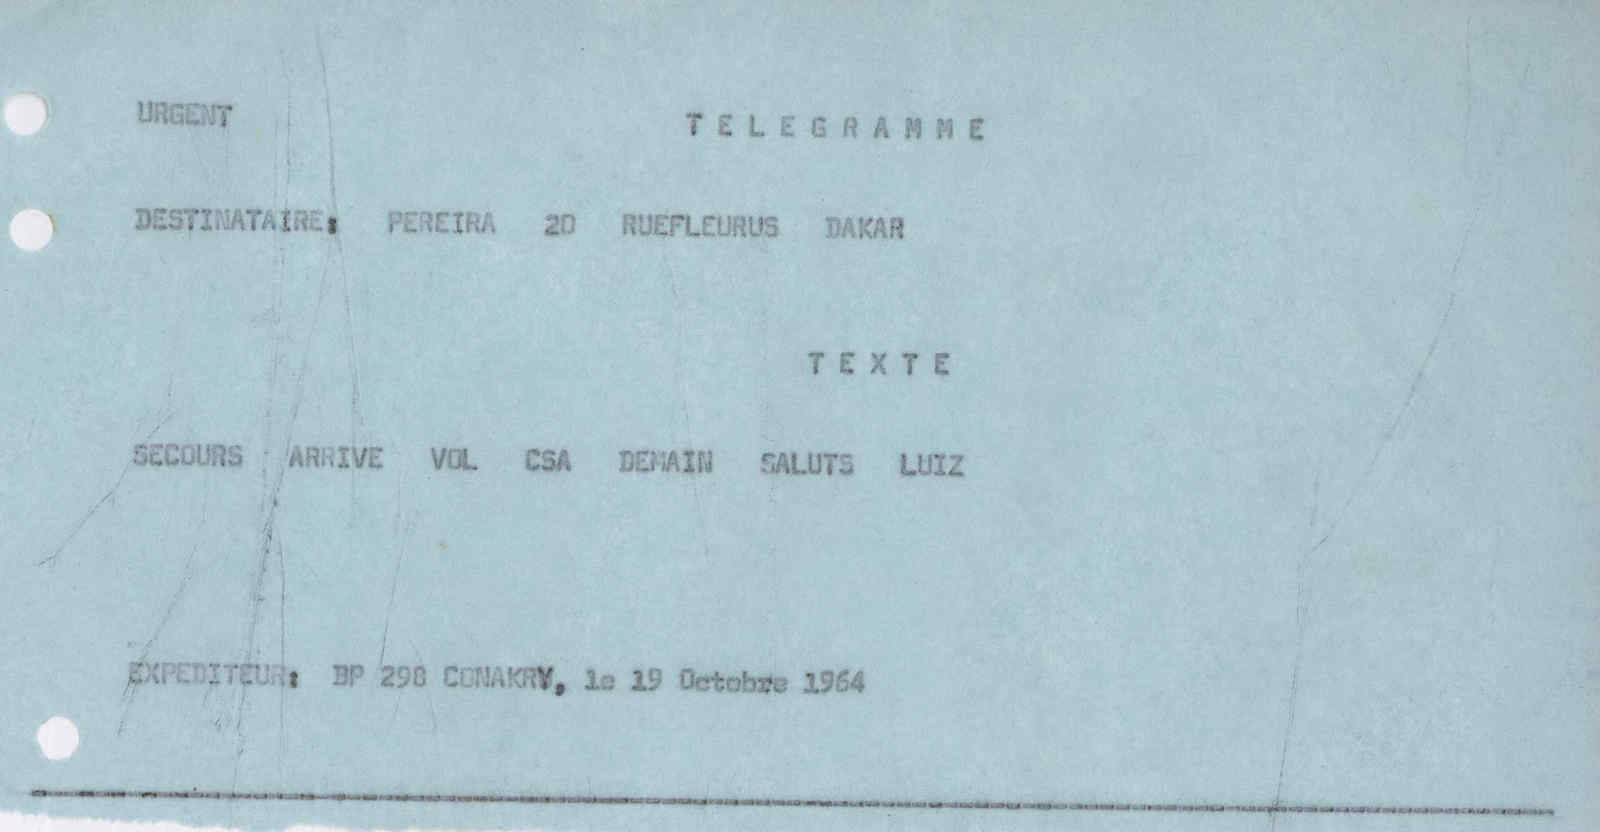 URGENT
T E L E G R A M M E
DESTINATAIRE: PEREIRA 2D RUEFLEURUS DAKAR
T E X T E
SECOURS ARRIVE VOL CSA DEMAIN SALUTS LUIZ
EXPEDITEUR: BP 298 CONAKRY, le 19 Octobre 1964